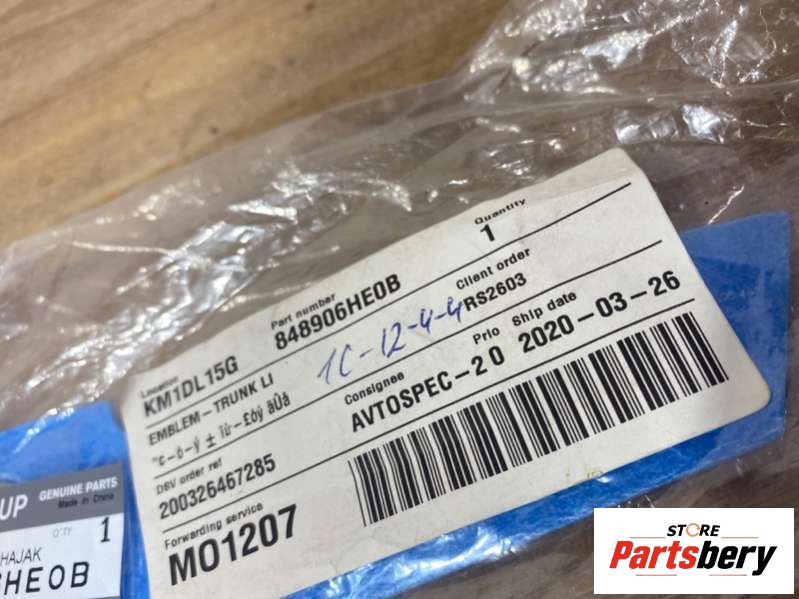 Quantity
1
Part number
848906HE0B
Client order
RS2603
Location
KM1DL15G
1C-12-4-4
Prio
Ship date
2020-03-26
EMBLEM-TRUNK LI
Consignee
AVTOSPEC-2 0
DSV order ref
200326467285
Forwarding service
MO1207
UP
GENUINE PARTS
Made in China
Q'TY
1
HAJAK
HE0B
STORE
Partsbery